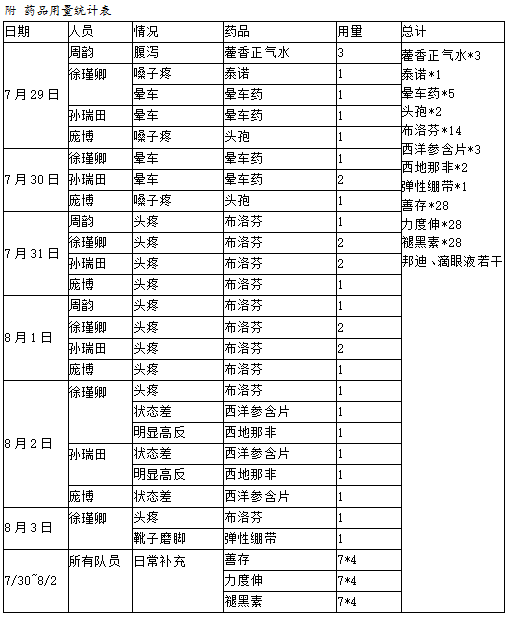 附 药品用量统计表
日期 人员 情况 药品 用量 总计
7月29日 周韵 腹泻 藿香正气水 3
徐瑾卿 嗓子疼 泰诺 1
晕车 晕车药 1
孙瑞田 晕车 晕车药 1
庞博 嗓子疼 头孢 1
7月30日 徐瑾卿 晕车 晕车药 1
孙瑞田 晕车 晕车药 2
庞博 嗓子疼 头孢 1
7月31日 周韵 头疼 布洛芬 1
徐瑾卿 头疼 布洛芬 2
孙瑞田 头疼 布洛芬 2
庞博 头疼 布洛芬 1
8月1日 周韵 头疼 布洛芬 1
徐瑾卿 头疼 布洛芬 2
孙瑞田 头疼 布洛芬 2
庞博 头疼 布洛芬 1
8月2日 徐瑾卿 头疼 布洛芬 1
状态差 西洋参含片 1
明显高反 西地那非 1
孙瑞田 状态差 西洋参含片 1
明显高反 西地那非 1
庞博 状态差 西洋参含片 1
8月3日 徐瑾卿 头疼 布洛芬 1
靴子磨脚 弹性绷带 1
7/30~8/2 所有队员 日常补充 善存 7*4
力度伸 7*4
褪黑素 7*4
藿香正气水*3
泰诺*1
晕车药*5
头孢*2
布洛芬*14
西洋参含片*3
西地那非*2
弹性绷带*1
善存*28
力度伸*28
褪黑素*28
邦迪、滴眼液若干